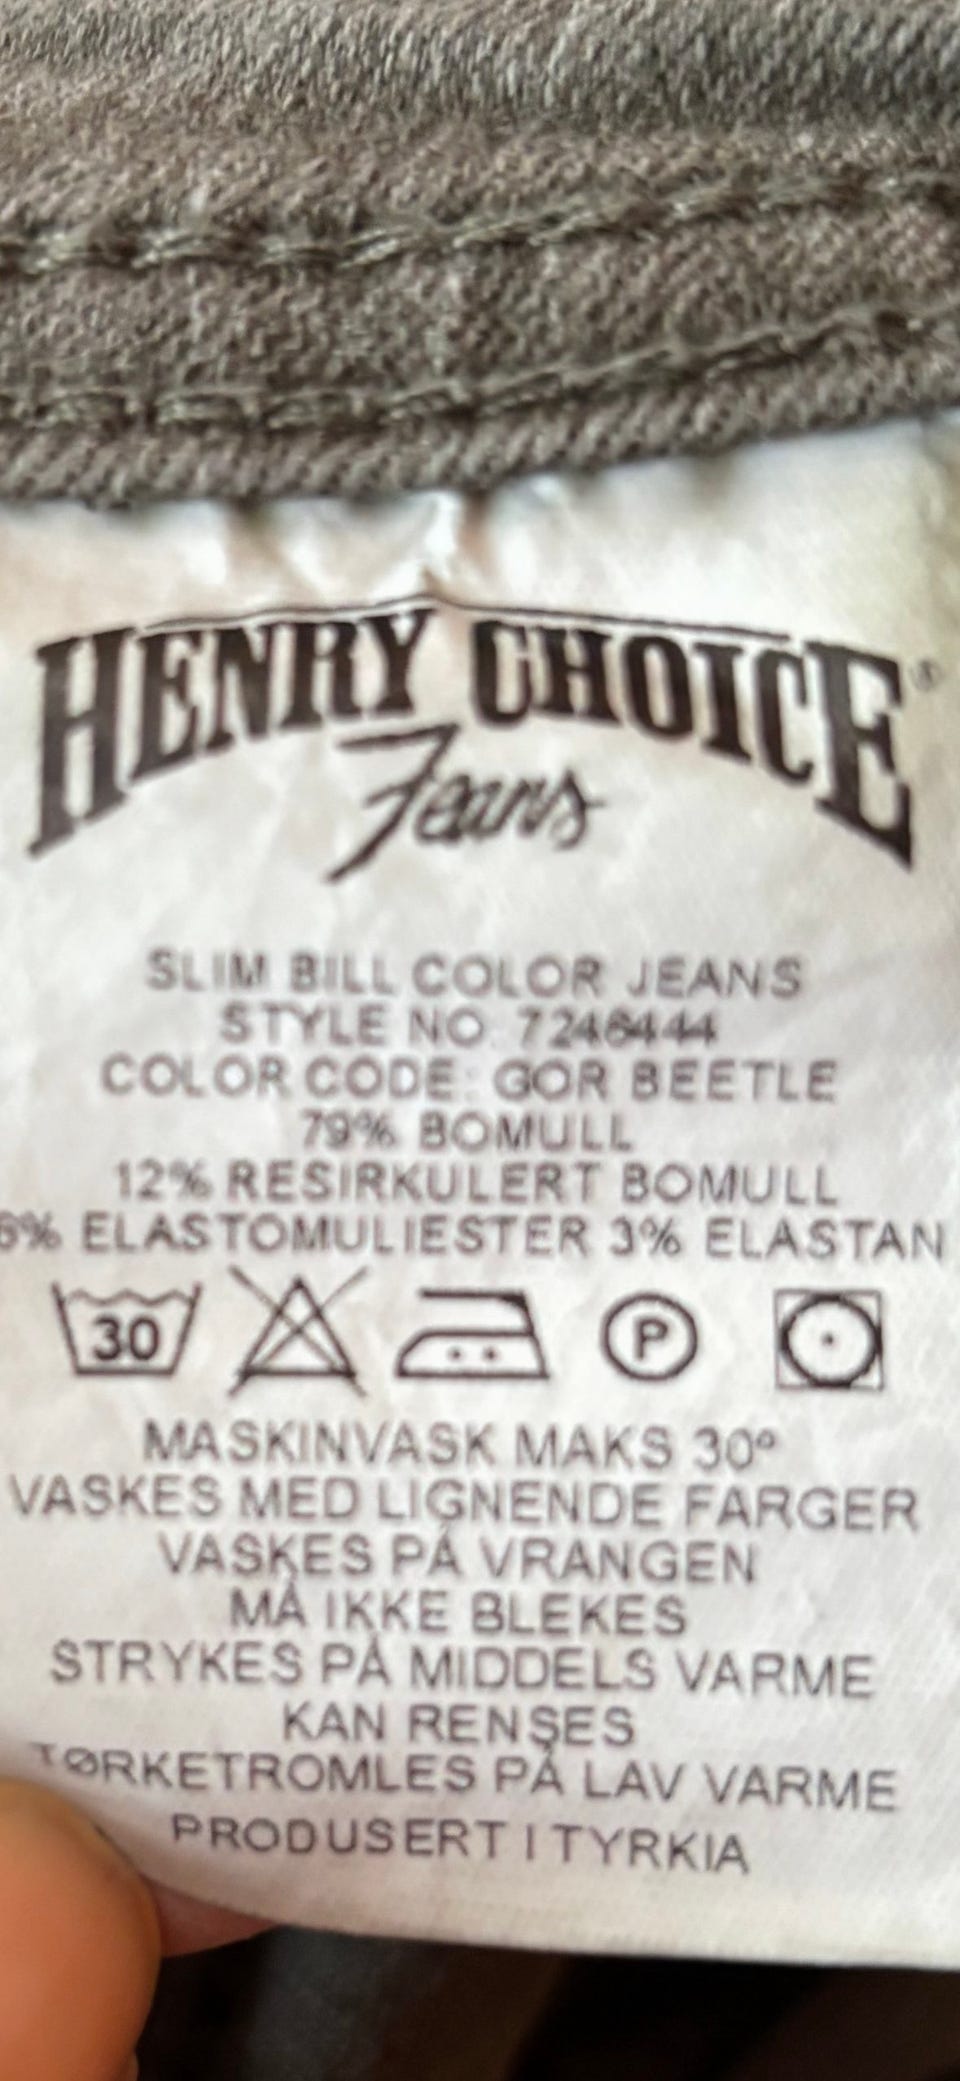 HENRY CHOICE®
Jeans
SLIM BILL COLOR JEANS
STYLE NO: 7246444
COLOR CODE: GOR BEETLE
79% BOMULL
12% RESIRKULERT BOMULL
6% ELASTOMULIESTER 3% ELASTAN
30 P
MASKINVASK MAKS 30°
VASKES MED LIGNENDE FARGER
VASKES PÅ VRANGEN
MÅ IKKE BLEKES
STRYKES PÅ MIDDELS VARME
KAN RENSES
TØRKETROMLES PÅ LAV VARME
PRODUSERT I TYRKIA